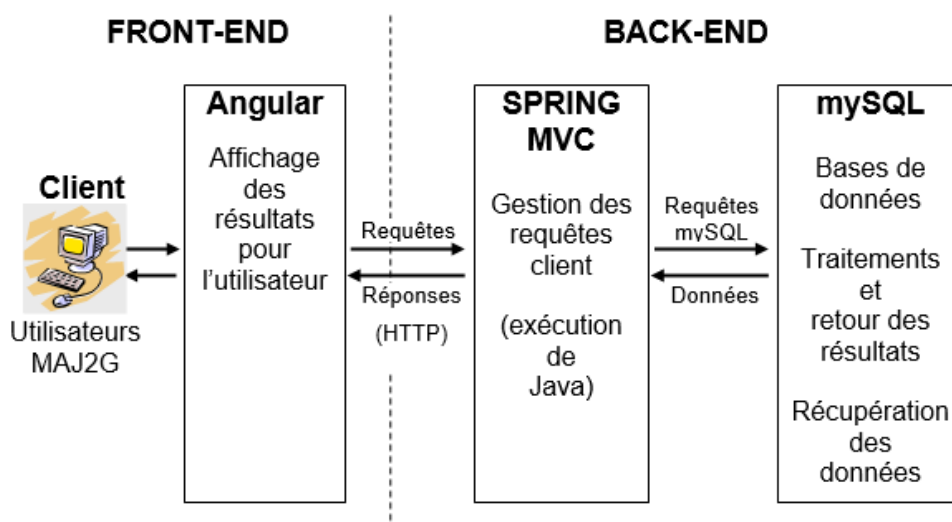 FRONT-END
BACK-END
Client
Utilisateurs
MAJ2G
Angular
Affichage
des
résultats
pour
l'utilisateur
Requêtes
Réponses
(HTTP)
SPRING
MVC
Gestion des
requêtes
client
(exécution
de
Java)
Requêtes
mySQL
Données
mySQL
Bases de
données
Traitements
et
retour des
résultats
Récupération
des
données